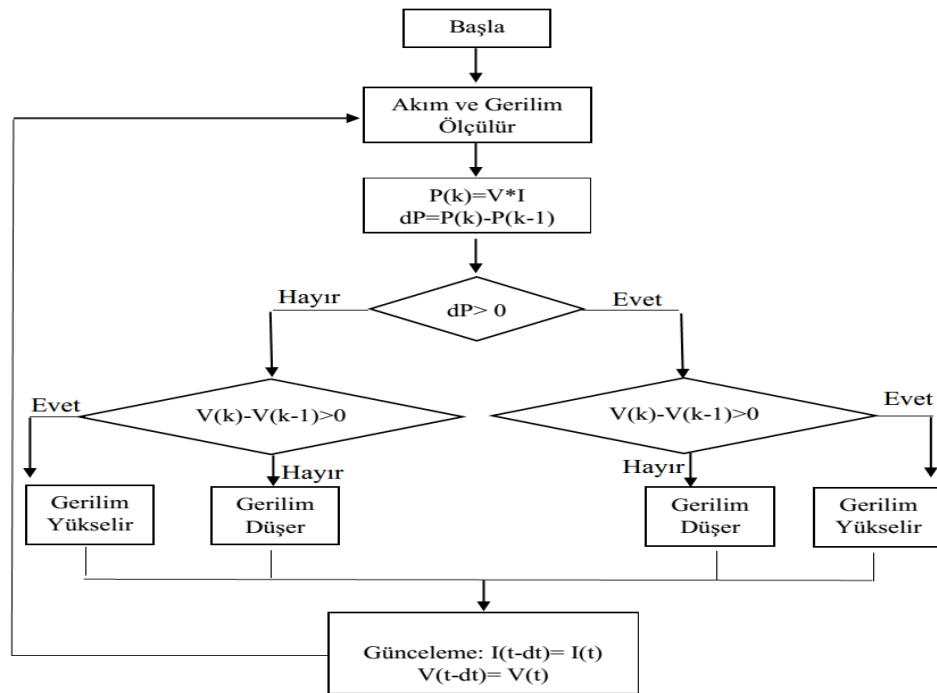 Başla
Akım ve Gerilim
Ölçülür
P(k)=V*I
dP=P(k)-P(k-1)
Hayır
dP> 0
Evet
Evet
V(k)-V(k-1)>0
V(k)-V(k-1)>0
Evet
Hayır
Hayır
Gerilim
Yükselir
Gerilim
Düşer
Gerilim
Düşer
Gerilim
Yükselir
Günceleme: I(t-dt)= I(t)
V(t-dt)= V(t)